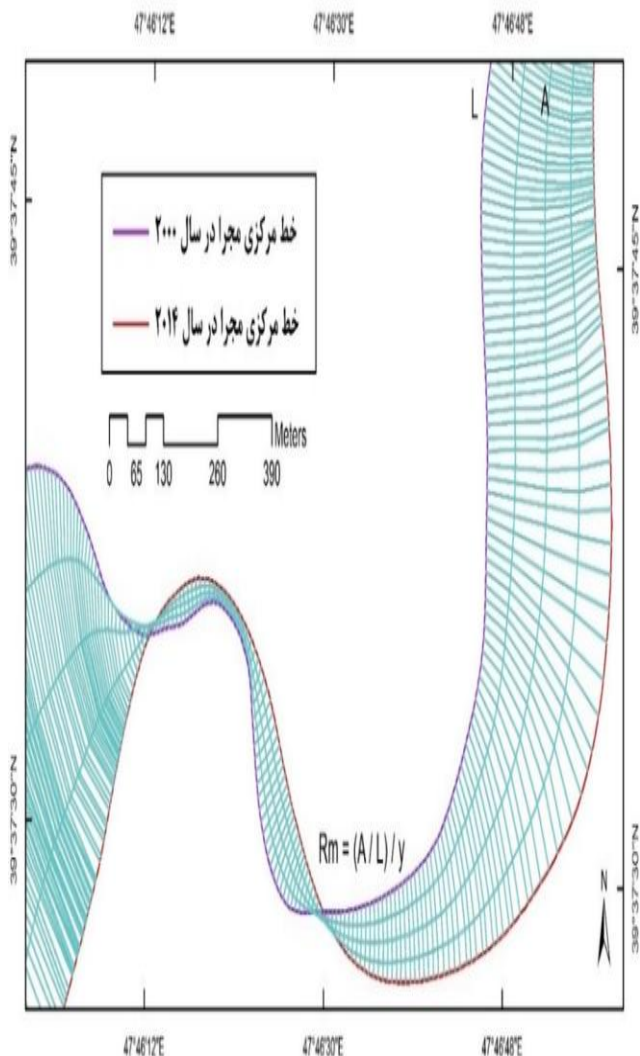 47°46'12"E 47°46'30"E 47°46'48"E
L A
39°37'45"N
39°37'45"N
خط مرکزی مجرا در سال ۲۰۰۰
خط مرکزی مجرا در سال ۲۰۱۴
Meters
0 65 130 260 390
39°37'30"N
39°37'30"N
Rm = (A / L) / y
N
47°46'12"E 47°46'30"E 47°46'48"E